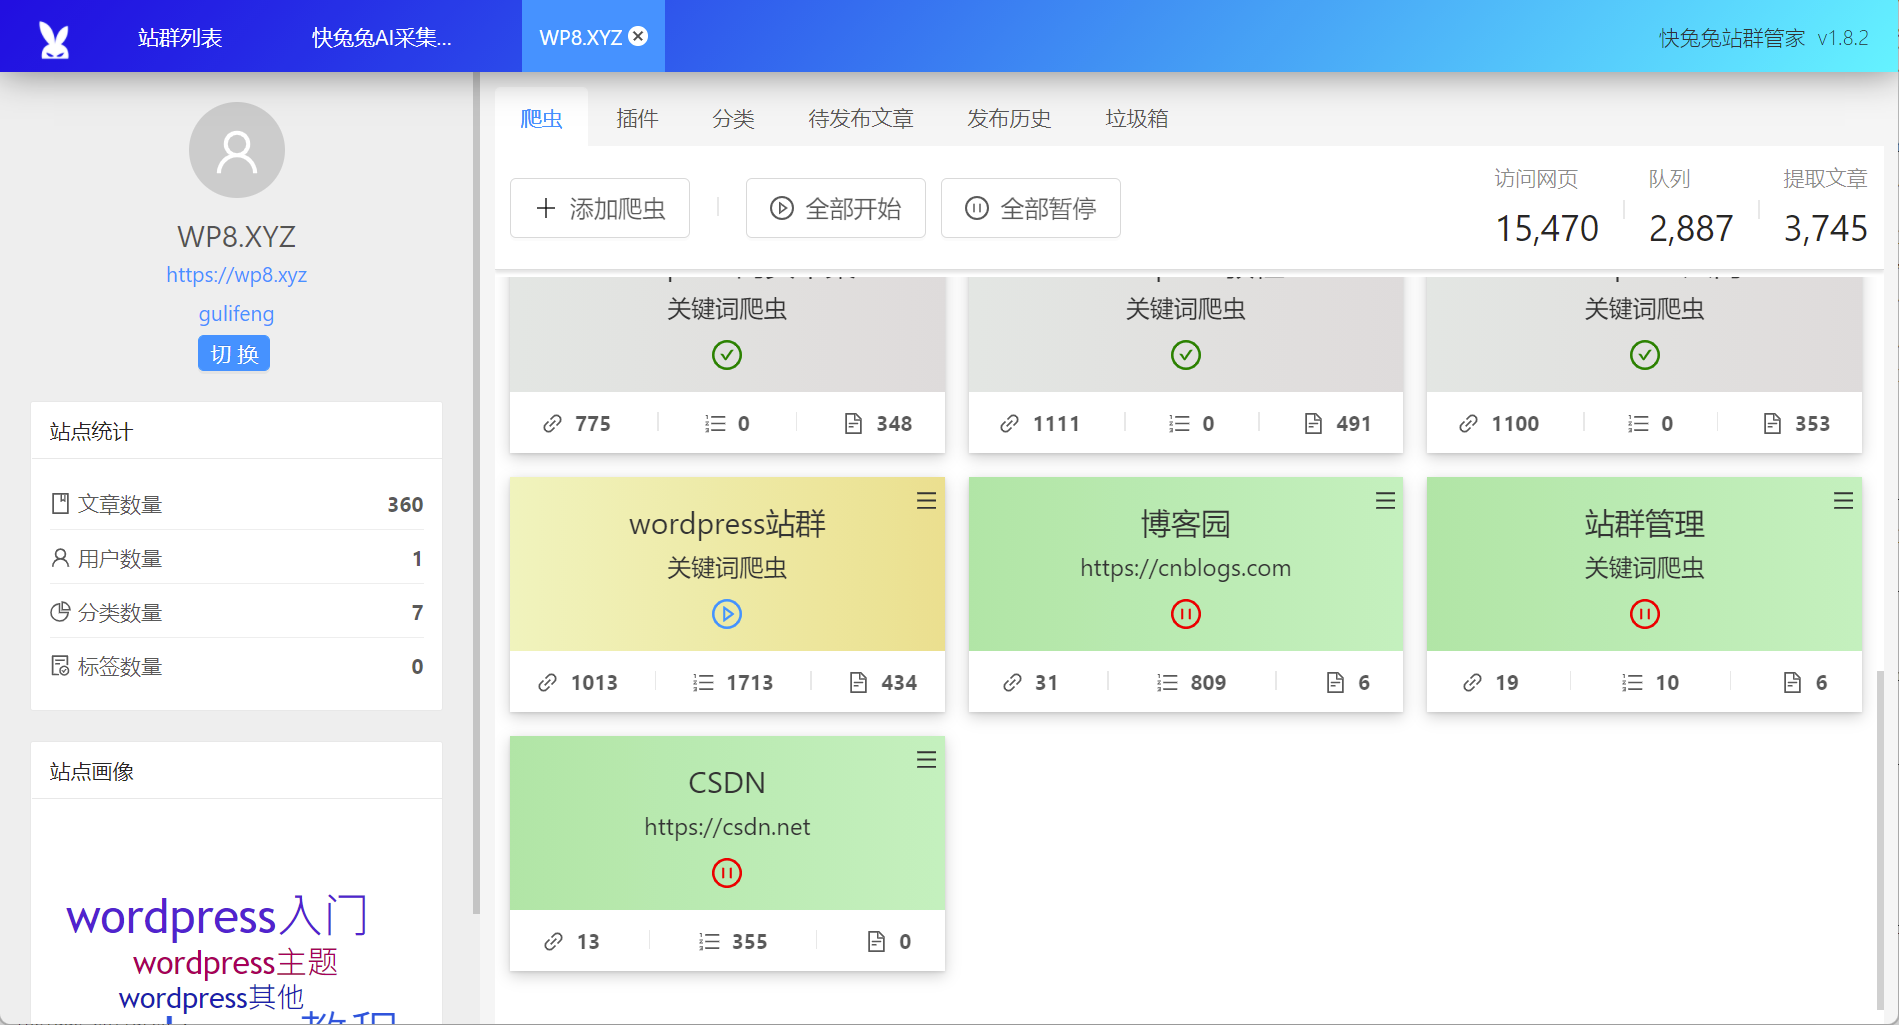 站群列表
快兔兔AI采集...
WP8.XYZ
快兔兔站群管家 v1.8.2
WP8.XYZ
https://wp8.xyz
gulifeng
切 换
站点统计
文章数量 360
用户数量 1
分类数量 7
标签数量 0
站点画像
wordpress入门
wordpress主题
wordpress其他
教程
爬虫
插件
分类
待发布文章
发布历史
垃圾箱
添加爬虫
全部开始
全部暂停
访问网页
15,470
队列
2,887
提取文章
3,745
关键词爬虫
775 0 348
关键词爬虫
1111 0 491
关键词爬虫
1100 0 353
wordpress站群
关键词爬虫
1013 1713 434
博客园
https://cnblogs.com
31 809 6
站群管理
关键词爬虫
19 10 6
CSDN
https://csdn.net
13 355 0